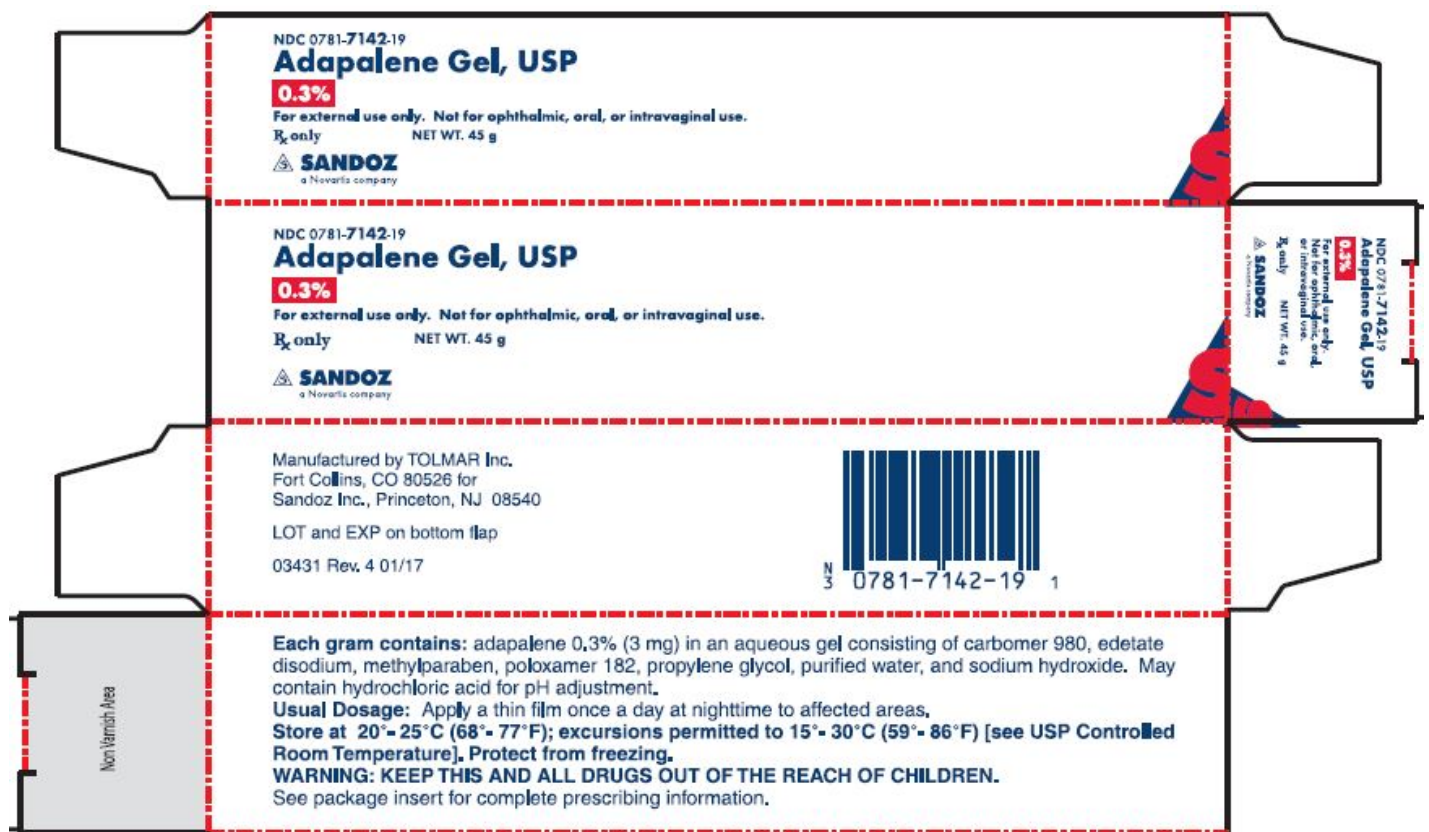 NDC 0781-7142-19
Adapalene Gel, USP
0.3%
For external use only. Not for ophthalmic, oral, or intravaginal use.
Rx only NET WT. 45 g
S SANDOZ
a Novartis company
NDC 0781-7142-19
Adapalene Gel, USP
0.3%
For external use only. Not for ophthalmic, oral, or intravaginal use.
Rx only NET WT. 45 g
S SANDOZ
a Novartis company
NDC 0781-7142-19
Adapalene Gel, USP
0.3%
For external use only.
Not for ophthalmic, oral,
or intravaginal use.
Rx only NET WT. 45 g
S SANDOZ
a Novartis company
Manufactured by TOLMAR Inc.
Fort Collins, CO 80526 for
Sandoz Inc., Princeton, NJ 08540
LOT and EXP on bottom flap
03431 Rev. 4 01/17
N
3 0781-7142-19 1
Non Varnish Area
Each gram contains: adapalene 0.3% (3 mg) in an aqueous gel consisting of carbomer 980, edetate
disodium, methylparaben, poloxamer 182, propylene glycol, purified water, and sodium hydroxide. May
contain hydrochloric acid for pH adjustment.
Usual Dosage: Apply a thin film once a day at nighttime to affected areas.
Store at 20°- 25°C (68°- 77°F); excursions permitted to 15°- 30°C (59°- 86°F) [see USP Controlled
Room Temperature]. Protect from freezing.
WARNING: KEEP THIS AND ALL DRUGS OUT OF THE REACH OF CHILDREN.
See package insert for complete prescribing information.